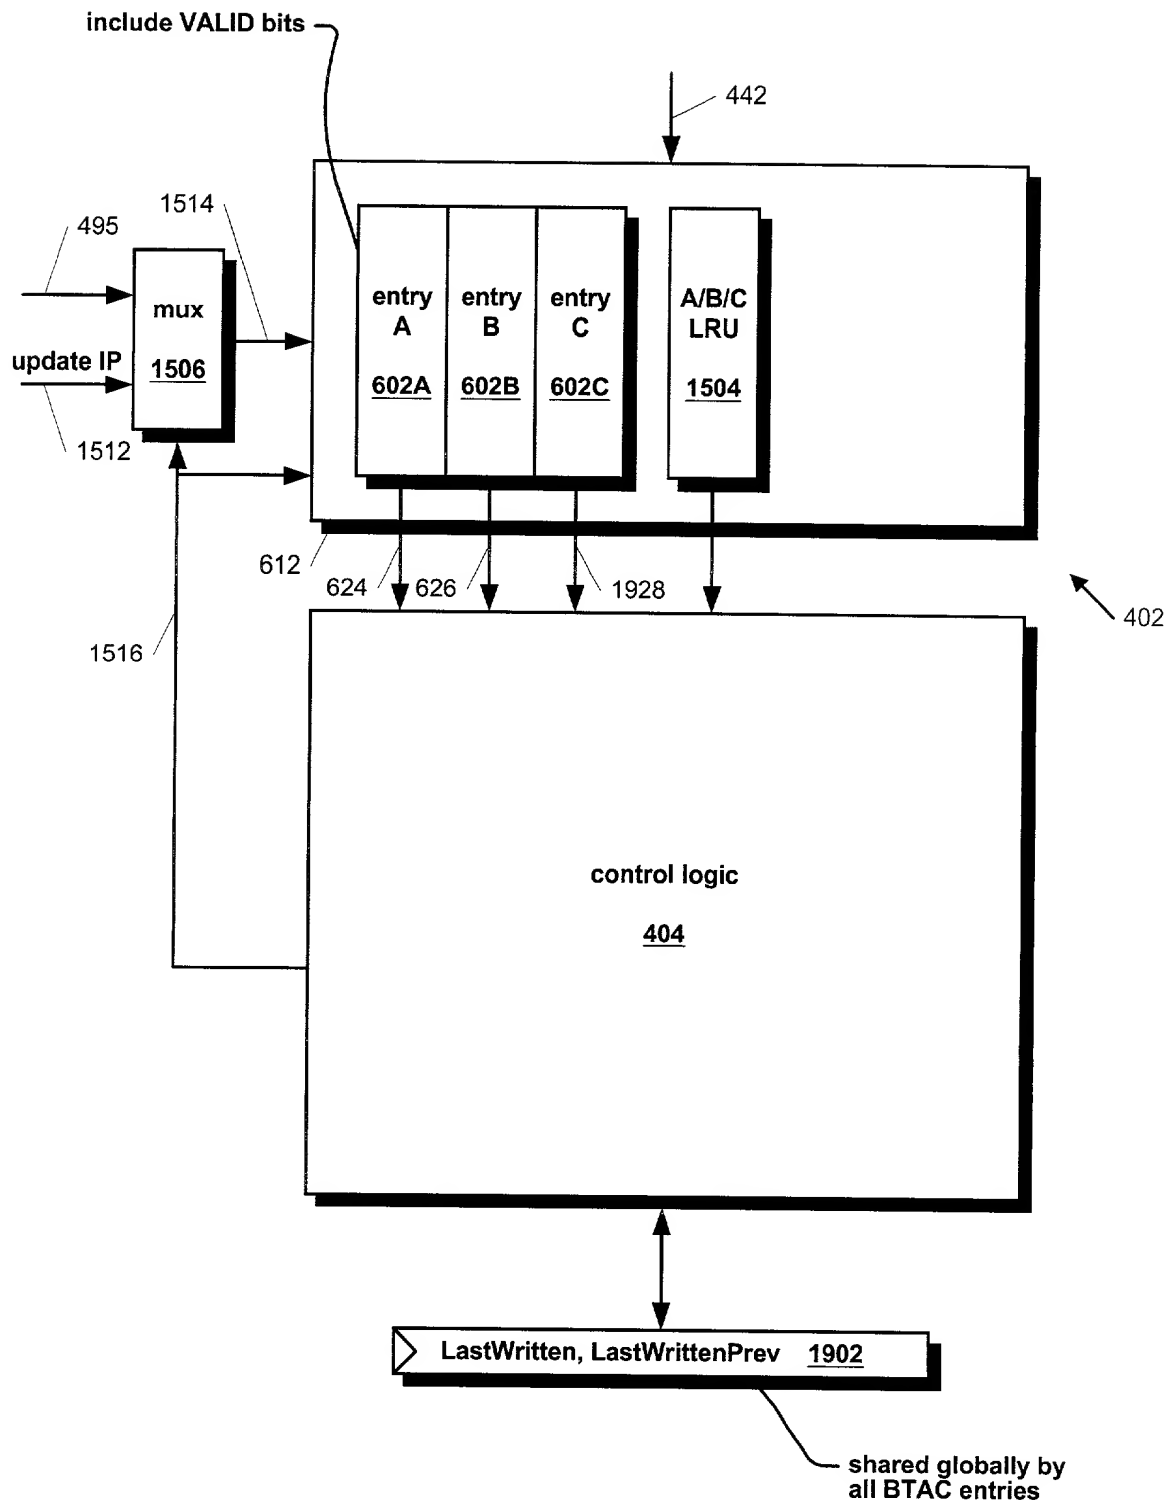 include VALID bits
442
1514
495
mux
1506
update IP
1512
entry
A
602A
entry
B
602B
entry
C
602C
A/B/C
LRU
1504
612
624
626
1928
402
1516
control logic
404
LastWritten, LastWrittenPrev 1902
shared globally by
all BTAC entries